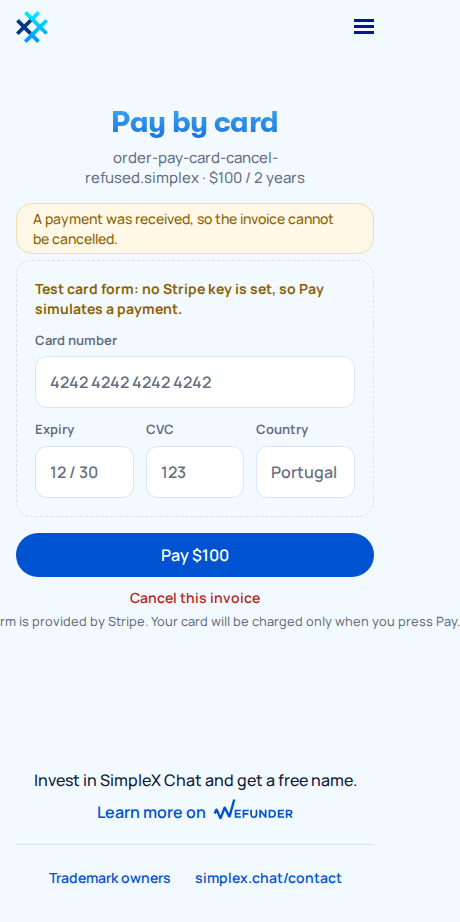 Pay by card
order-pay-card-cancel-
refused.simplex · $100 / 2 years
A payment was received, so the invoice cannot
be cancelled.
Test card form: no Stripe key is set, so Pay
simulates a payment.
Card number
4242 4242 4242 4242
Expiry CVC Country
12 / 30 123 Portugal
Pay $100
Cancel this invoice
rm is provided by Stripe. Your card will be charged only when you press Pay.
Invest in SimpleX Chat and get a free name.
Learn more on WEFUNDER
Trademark owners simplex.chat/contact